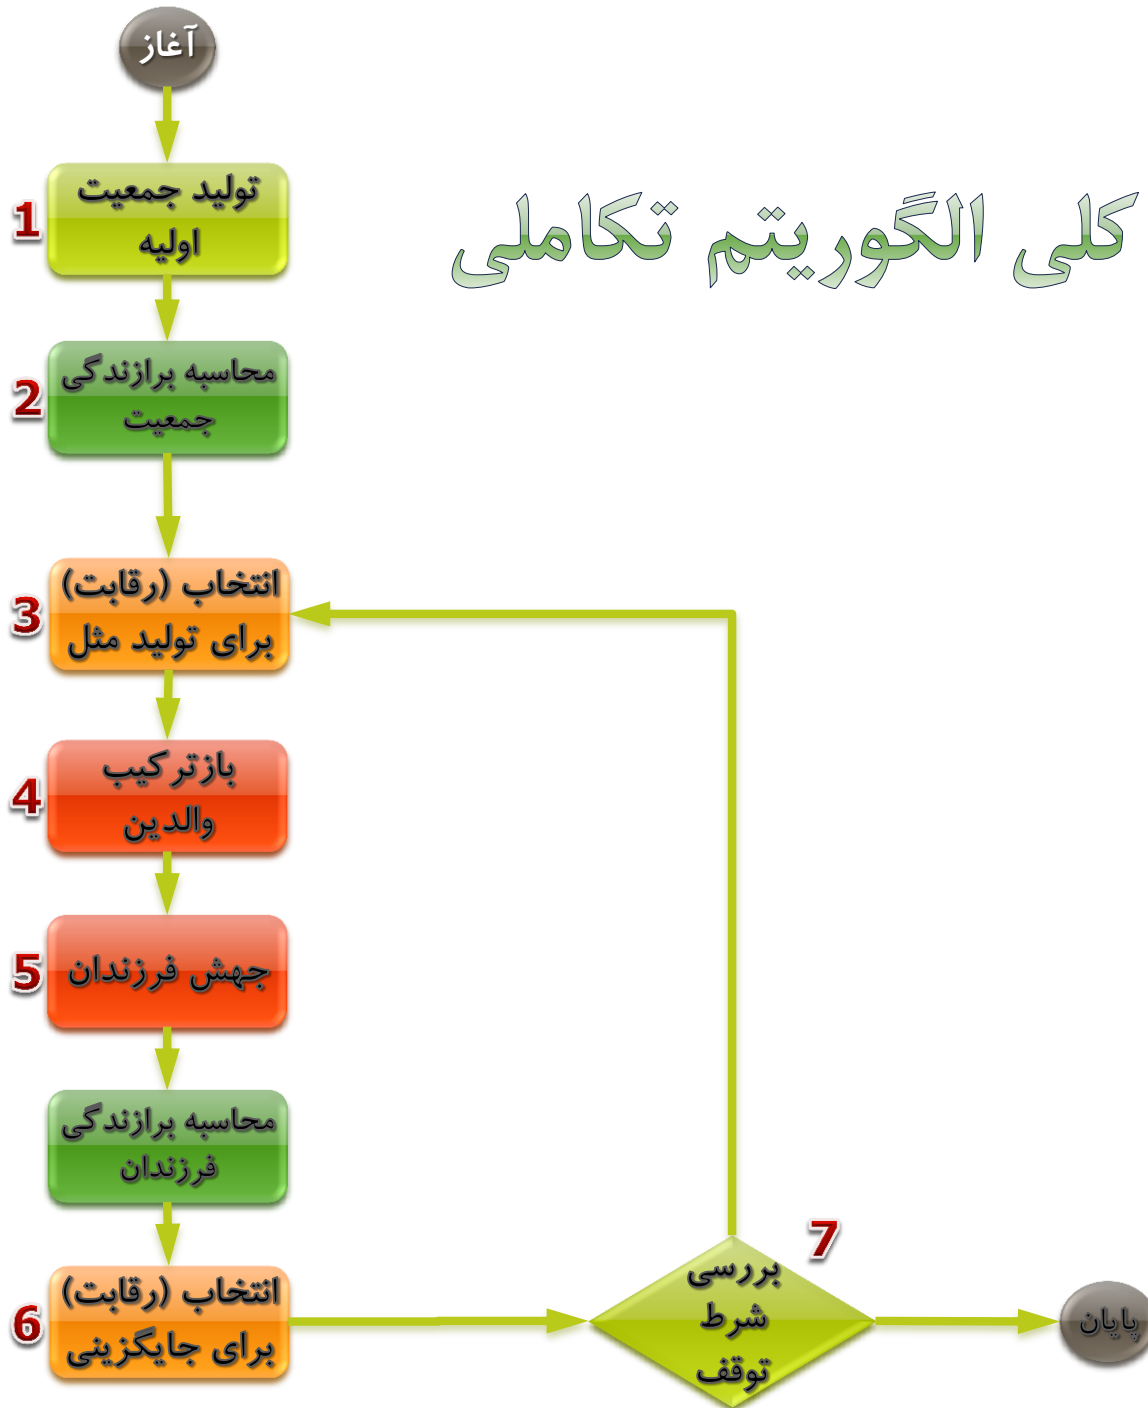 آغاز
کلی الگوریتم تکاملی
1
تولید جمعیت
اولیه
2
محاسبه برازندگی
جمعیت
3
انتخاب (رقابت)
برای تولید مثل
4
بازترکیب
والدین
5
جهش فرزندان
محاسبه برازندگی
فرزندان
6
انتخاب (رقابت)
برای جایگزینی
7
بررسی
شرط
توقف
پایان